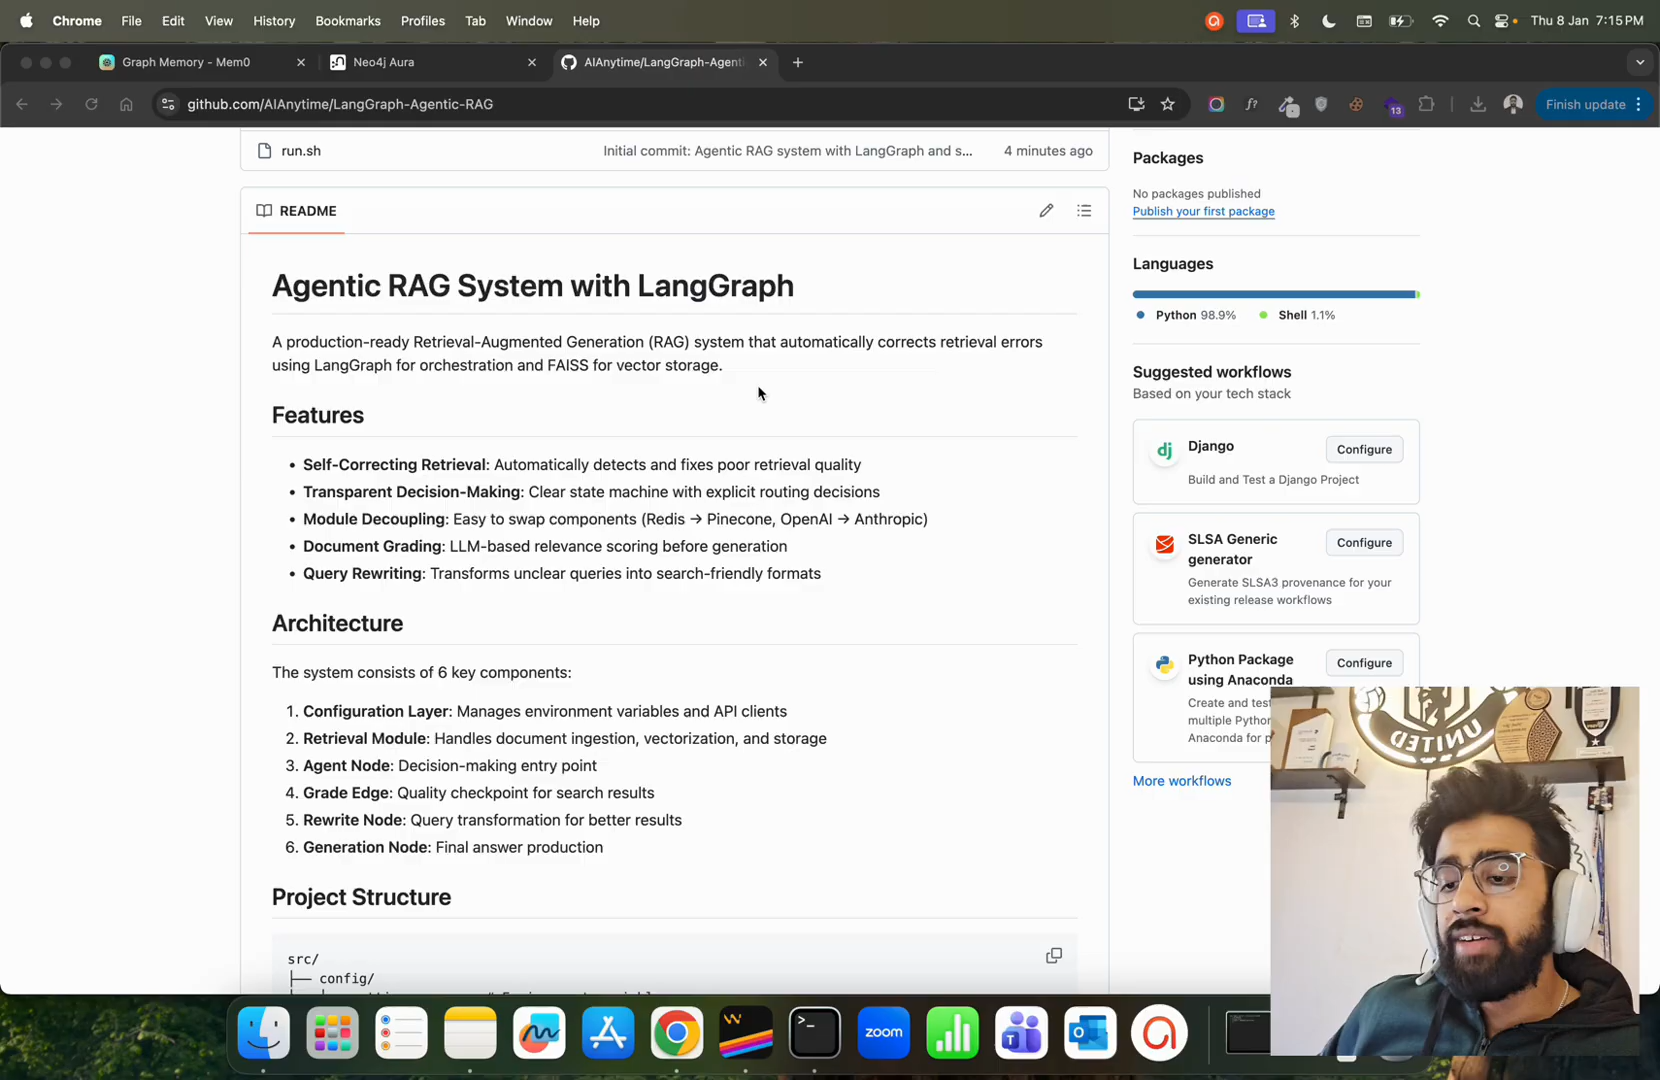 Chrome File Edit View History Bookmarks Profiles Tab Window Help
Thu 8 Jan 7:15 PM
Graph Memory - Mem0
Neo4j Aura
AIAnytime/LangGraph-Agenti
github.com/AIAnytime/LangGraph-Agentic-RAG
f?
13
Finish update
run.sh
Initial commit: Agentic RAG system with LangGraph and s...
4 minutes ago
README
Agentic RAG System with LangGraph
A production-ready Retrieval-Augmented Generation (RAG) system that automatically corrects retrieval errors
using LangGraph for orchestration and FAISS for vector storage.
Features
• Self-Correcting Retrieval: Automatically detects and fixes poor retrieval quality
• Transparent Decision-Making: Clear state machine with explicit routing decisions
• Module Decoupling: Easy to swap components (Redis → Pinecone, OpenAI → Anthropic)
• Document Grading: LLM-based relevance scoring before generation
• Query Rewriting: Transforms unclear queries into search-friendly formats
Architecture
The system consists of 6 key components:
1. Configuration Layer: Manages environment variables and API clients
2. Retrieval Module: Handles document ingestion, vectorization, and storage
3. Agent Node: Decision-making entry point
4. Grade Edge: Quality checkpoint for search results
5. Rewrite Node: Query transformation for better results
6. Generation Node: Final answer production
Project Structure
src/
├── config/
Packages
No packages published
Publish your first package
Languages
Python 98.9%
Shell 1.1%
Suggested workflows
Based on your tech stack
dj
Django
Configure
Build and Test a Django Project
SLSA Generic
generator
Configure
Generate SLSA3 provenance for your
existing release workflows
Python Package
using Anaconda
Configure
Create and test
multiple Python
Anaconda for p
More workflows
UNITED
zoom